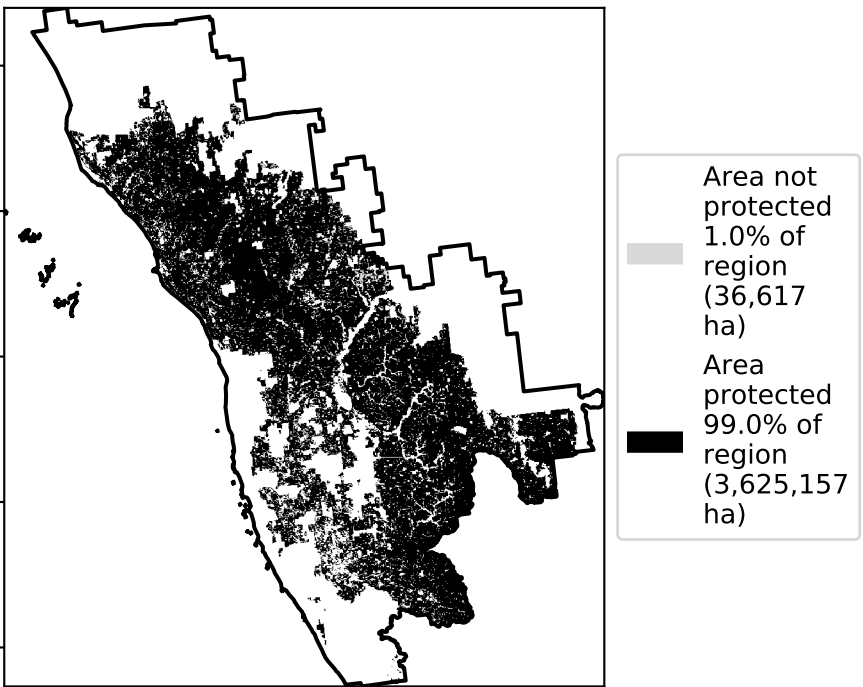 Area not
protected
1.0% of
region
(36,617
ha)
Area
protected
99.0% of
region
(3,625,157
ha)